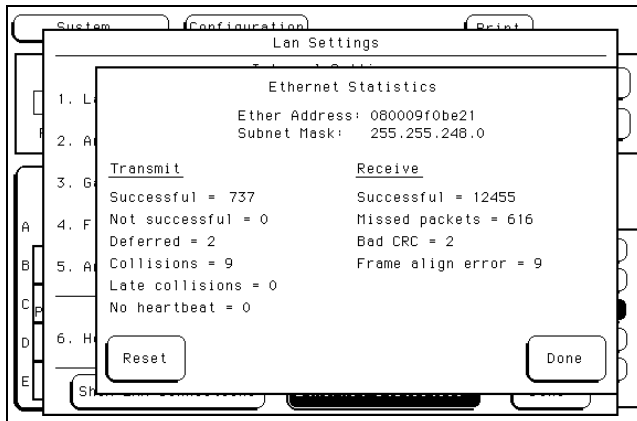 System Configuration Print
Lan Settings
Ethernet Statistics
Ether Address: 080009f0be21
Subnet Mask: 255.255.248.0
Transmit
Successful = 737
Not successful = 0
Deferred = 2
Collisions = 9
Late collisions = 0
No heartbeat = 0
Receive
Successful = 12455
Missed packets = 616
Bad CRC = 2
Frame align error = 9
Reset
Done
1.
2.
3.
4.
5.
6.
A
B
C
D
E